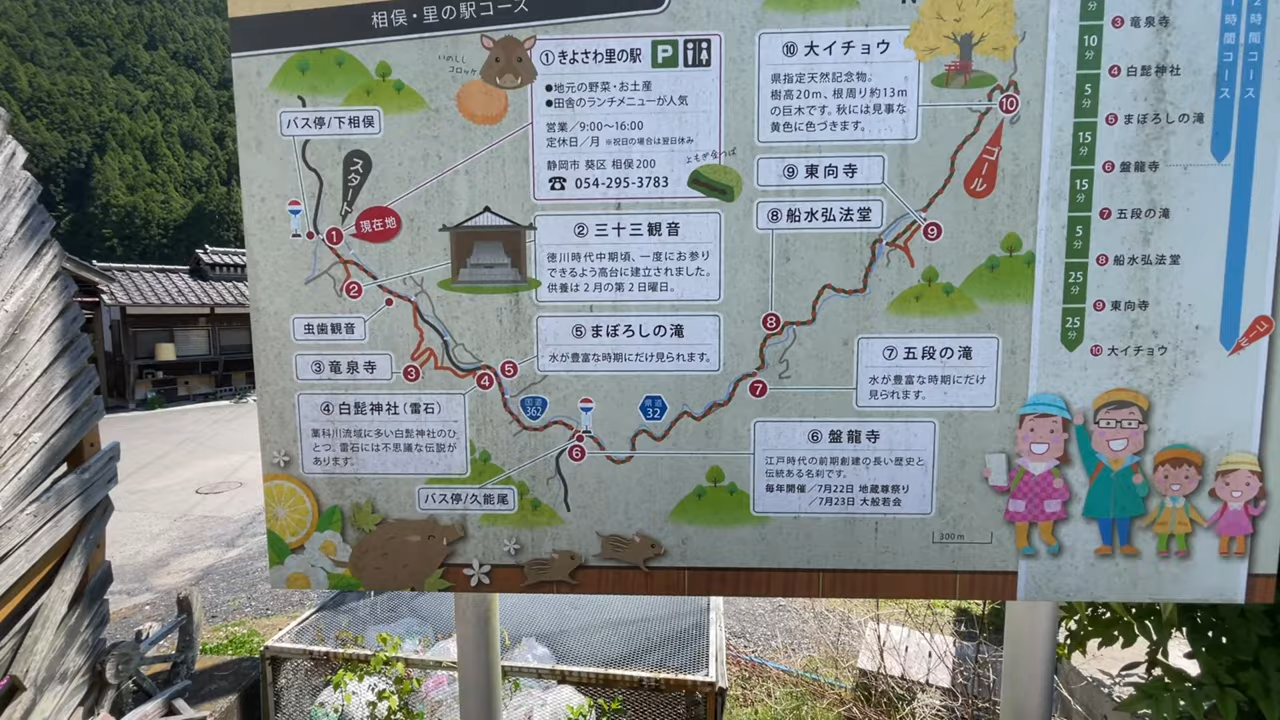 相俣・里の駅コース
いのしし
コロッケ
バス停/下相俣
スタート
現在地
①きよさわ里の駅 P
●地元の野菜・お土産
●田舎のランチメニューが人気
営業/9:00〜16:00
定休日/月 ※祝日の場合は翌日休み
静岡市 葵区 相俣200
☎ 054-295-3783
よもぎ金つば
② 三十三観音
徳川時代中期頃、一度にお参り
できるよう高台に建立されました。
供養は2月の第2日曜日。
虫歯観音
③ 竜泉寺
④ 白髭神社(雷石)
藁科川流域に多い白髭神社のひ
とつ。雷石には不思議な伝説が
あります。
⑤ まぼろしの滝
水が豊富な時期にだけ見られます。
バス停/久能尾
国道
362
県道
32
⑥ 盤龍寺
江戸時代の前期創建の長い歴史と
伝統ある名刹です。
毎年開催/7月22日 地蔵尊祭り
/7月23日 大般若会
⑦ 五段の滝
水が豊富な時期にだけ
見られます。
⑧ 船水弘法堂
⑨ 東向寺
⑩ 大イチョウ
県指定天然記念物。
樹高20m、根周り約13m
の巨木です。秋には見事な
黄色に色づきます。
ゴール
1
2
3
4
5
6
7
8
9
10
300m
分
③ 竜泉寺
10
分
④ 白髭神社
5
分
⑤ まぼろしの滝
15
分
⑥ 盤龍寺
15
分
⑦ 五段の滝
5
分
⑧ 船水弘法堂
25
分
⑨ 東向寺
25
分
⑩ 大イチョウ
1時間コース
2時間コース
ゴール